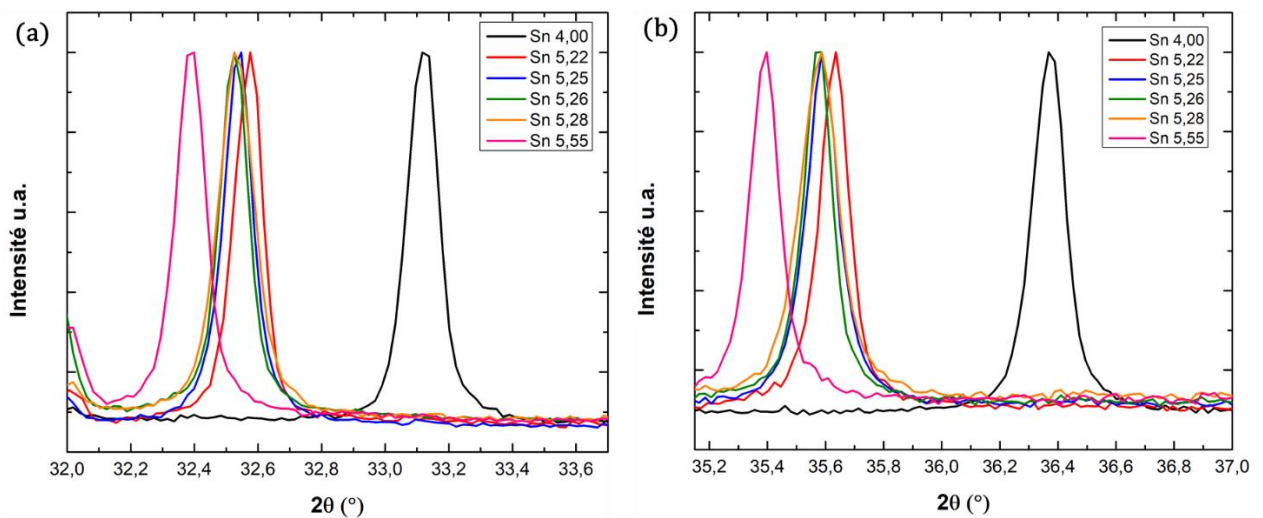 (a)
Sn 4,00
Sn 5,22
Sn 5,25
Sn 5,26
Sn 5,28
Sn 5,55
Intensité u.a.
32,0 32,2 32,4 32,6 32,8 33,0 33,2 33,4 33,6
2θ (°)
(b)
Sn 4,00
Sn 5,22
Sn 5,25
Sn 5,26
Sn 5,28
Sn 5,55
Intensité u.a.
35,2 35,4 35,6 35,8 36,0 36,2 36,4 36,6 36,8 37,0
2θ (°)